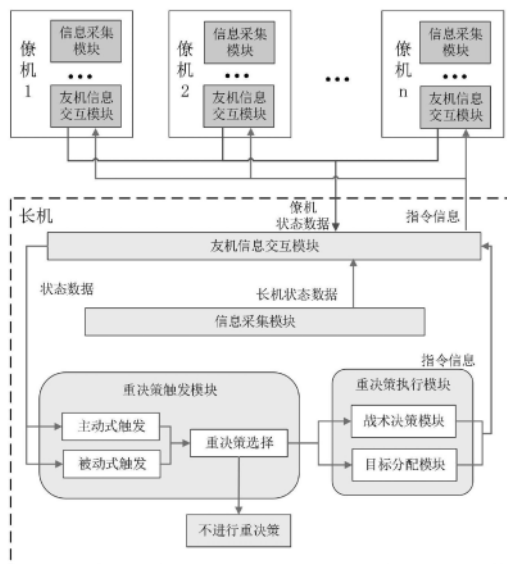 僚
机
1
信息采集
模块
•••
友机信息
交互模块
僚
机
2
信息采集
模块
•••
友机信息
交互模块
•••
僚
机
n
信息采集
模块
•••
友机信息
交互模块
长机
僚机
状态数据
指令信息
友机信息交互模块
状态数据
长机状态数据
信息采集模块
指令信息
重决策触发模块
重决策执行模块
主动式触发
被动式触发
重决策选择
战术决策模块
目标分配模块
不进行重决策